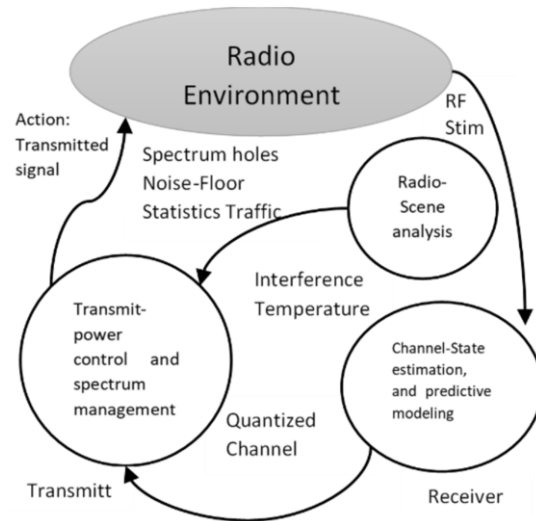 Radio
Environment
Action:
Transmitted
signal
RF
Stim
Spectrum holes
Noise-Floor
Statistics Traffic
Radio-
Scene
analysis
Interference
Temperature
Transmit-
power
control and
spectrum
management
Channel-State
estimation,
and predictive
modeling
Quantized
Channel
Transmitt
Receiver